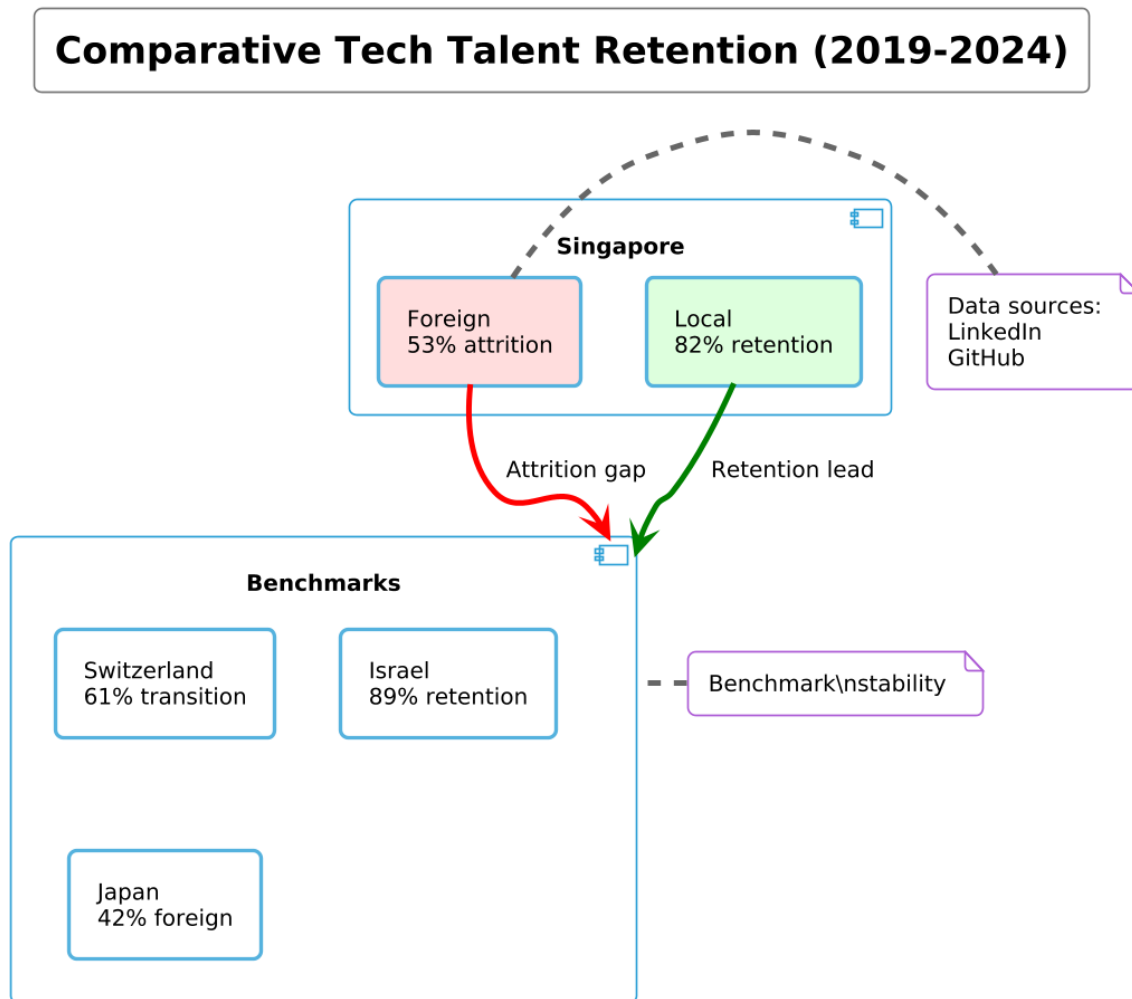 Comparative Tech Talent Retention (2019-2024)
Singapore
Foreign
53% attrition
Local
82% retention
Data sources:
LinkedIn
GitHub
Attrition gap
Retention lead
Benchmarks
Switzerland
61% transition
Israel
89% retention
Benchmark\nstability
Japan
42% foreign